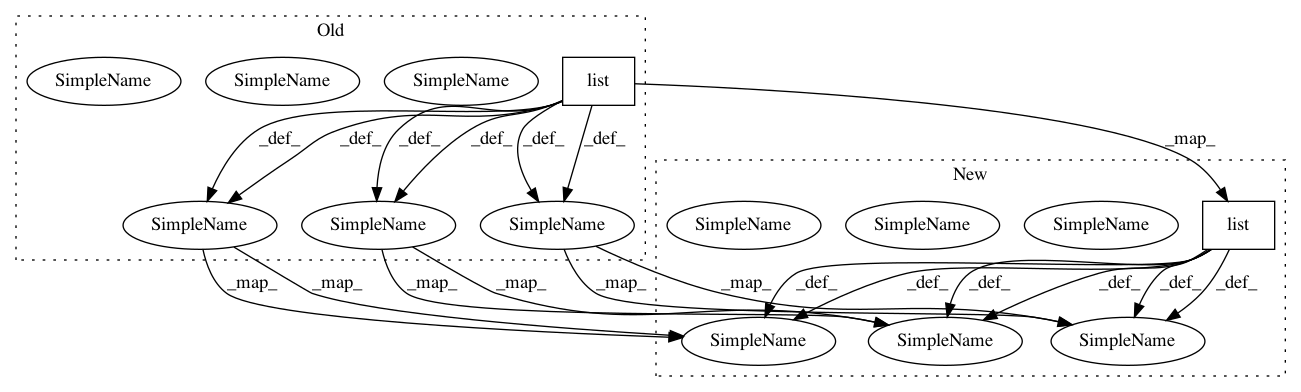 Old
SimpleName SimpleName SimpleName list
_def_ _def_ _def_ _def_ _def_ _def_ _map_
New
SimpleName SimpleName SimpleName SimpleName SimpleName SimpleName list
_map_ _map_ _map_ _map_ _map_ _map_ _def_ _def_ _def_ _def_ _def_ _def_
SimpleName SimpleName SimpleName